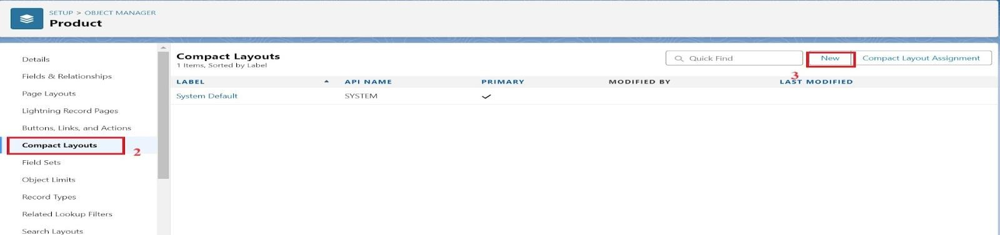 SETUP > OBJECT MANAGER
Product
Details
Fields & Relationships
Page Layouts
Lightning Record Pages
Buttons, Links, and Actions
Compact Layouts
2
Field Sets
Object Limits
Record Types
Related Lookup Filters
Search Layouts
Compact Layouts
1 Items, Sorted by Label
Quick Find
New
Compact Layout Assignment
3
LABEL API NAME PRIMARY MODIFIED BY LAST MODIFIED
System Default SYSTEM